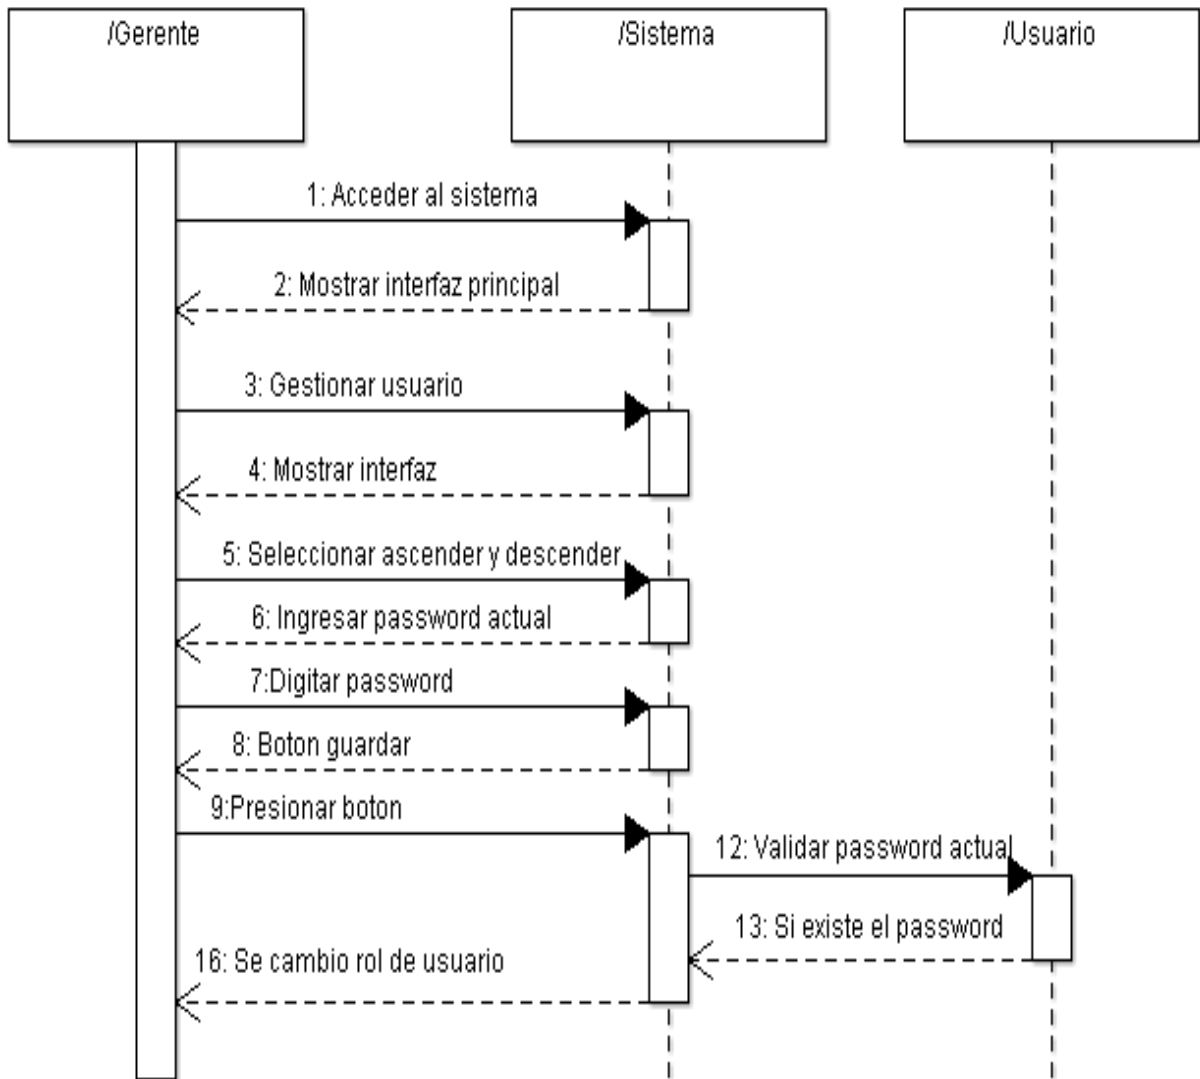 /Gerente
/Sistema
/Usuario
1: Acceder al sistema
2: Mostrar interfaz principal
3: Gestionar usuario
4: Mostrar interfaz
5: Seleccionar ascender y descender
6: Ingresar password actual
7:Digitar password
8: Boton guardar
9:Presionar boton
12: Validar password actual
13: Si existe el password
16: Se cambio rol de usuario